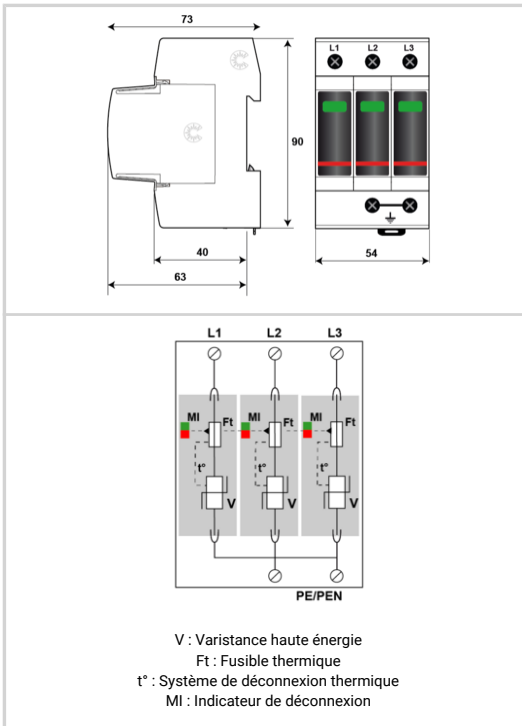 73
L1 L2 L3
90
40
63
54
L1 L2 L3
MI Ft MI Ft MI Ft
t° t° t°
V V V
PE/PEN
V : Varistance haute énergie
Ft : Fusible thermique
t° : Système de déconnexion thermique
MI : Indicateur de déconnexion